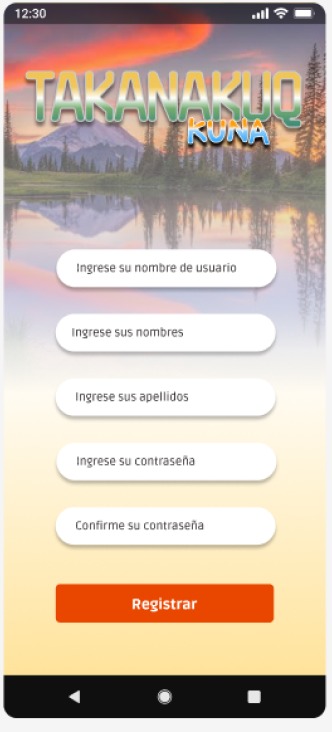 12:30
TAKANAKUQ
KUNA
Ingrese su nombre de usuario
Ingrese sus nombres
Ingrese sus apellidos
Ingrese su contraseña
Confirme su contraseña
Registrar